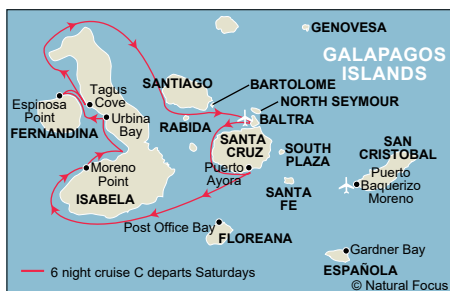 GENOVESA
GALAPAGOS
ISLANDS
SANTIAGO
BARTOLOME
NORTH SEYMOUR
BALTRA
Tagus
Cove
Espinosa
Point
Urbina
Bay
FERNANDINA
RABIDA
SANTA
CRUZ
SOUTH
PLAZA
SAN
CRISTOBAL
Puerto
Ayora
Moreno
Point
Puerto
Baquerizo
Moreno
ISABELA
SANTA
FE
Post Office Bay
FLOREANA
Gardner Bay
ESPAÑOLA
6 night cruise C departs Saturdays
© Natural Focus